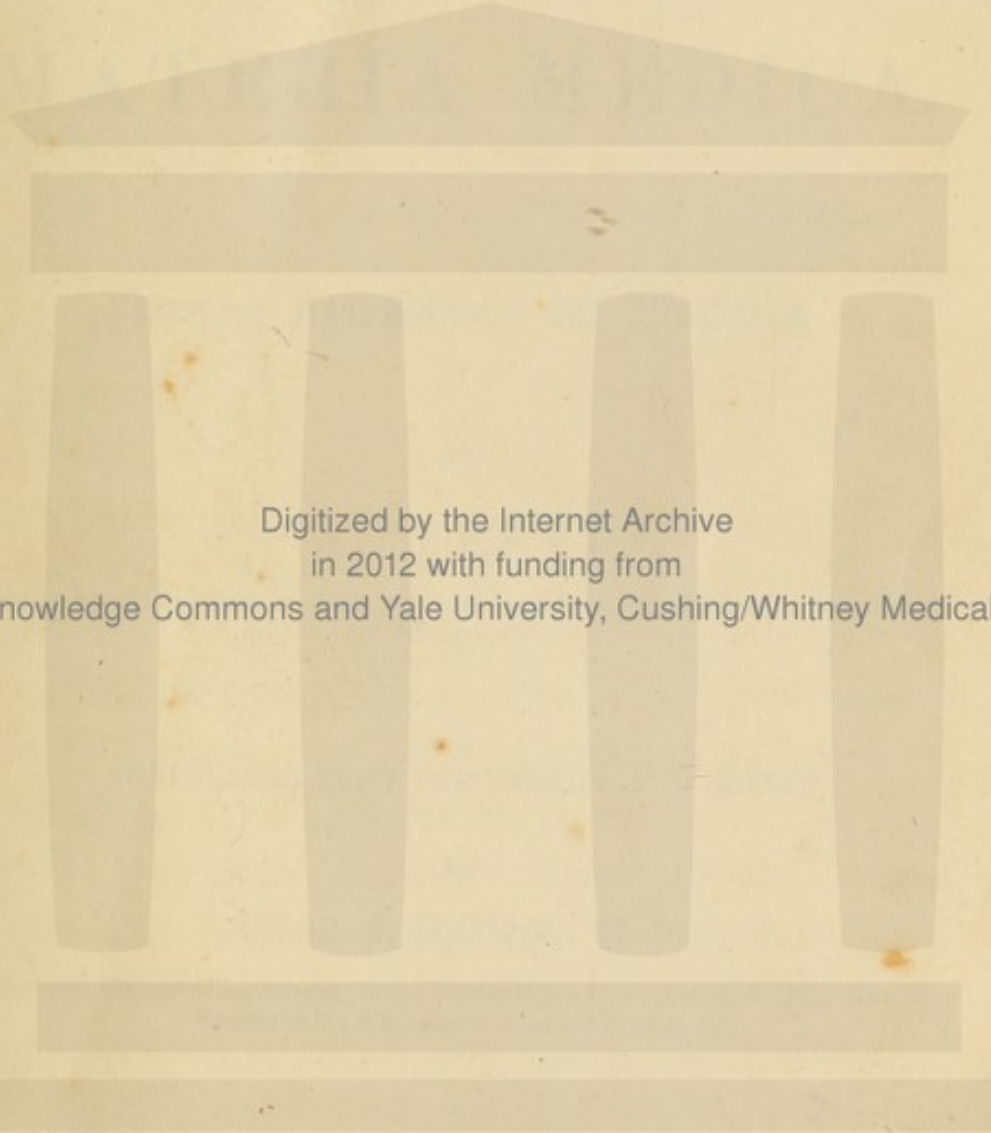 Digitized by the Internet Archive
in 2012 with funding from
nowledge Commons and Yale University, Cushing/Whitney Medical